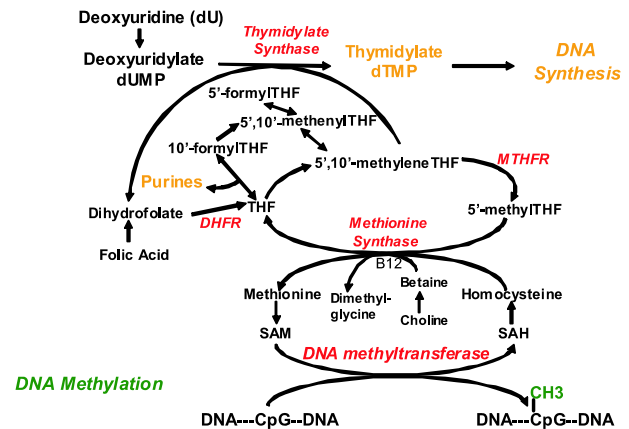 Deoxyuridine (dU)
Thymidylate
Synthase
Deoxyuridylate
dUMP
Thymidylate
dTMP
DNA
Synthesis
5'-formylTHF
5',10'-methenylTHF
10'-formylTHF
5',10'-methyleneTHF
MTHFR
Purines
Dihydrofolate
DHFR
THF
5'-methylTHF
Folic Acid
Methionine
Synthase
B12
Methionine
Dimethyl-
glycine
Betaine
Homocysteine
Choline
SAM
SAH
DNA methyltransferase
DNA Methylation
CH3
DNA---CpG--DNA
DNA---CpG--DNA